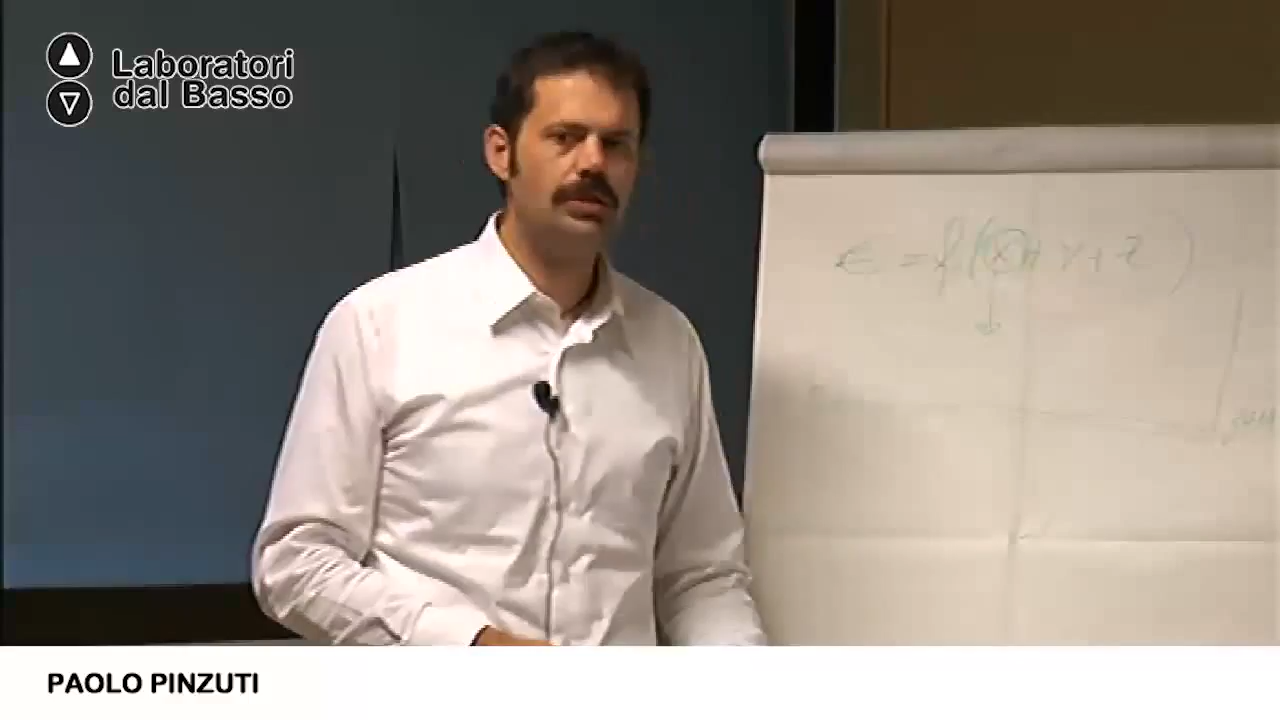 Laboratori
dal Basso
€ = f(x+y+z)
PAOLO PINZUTI